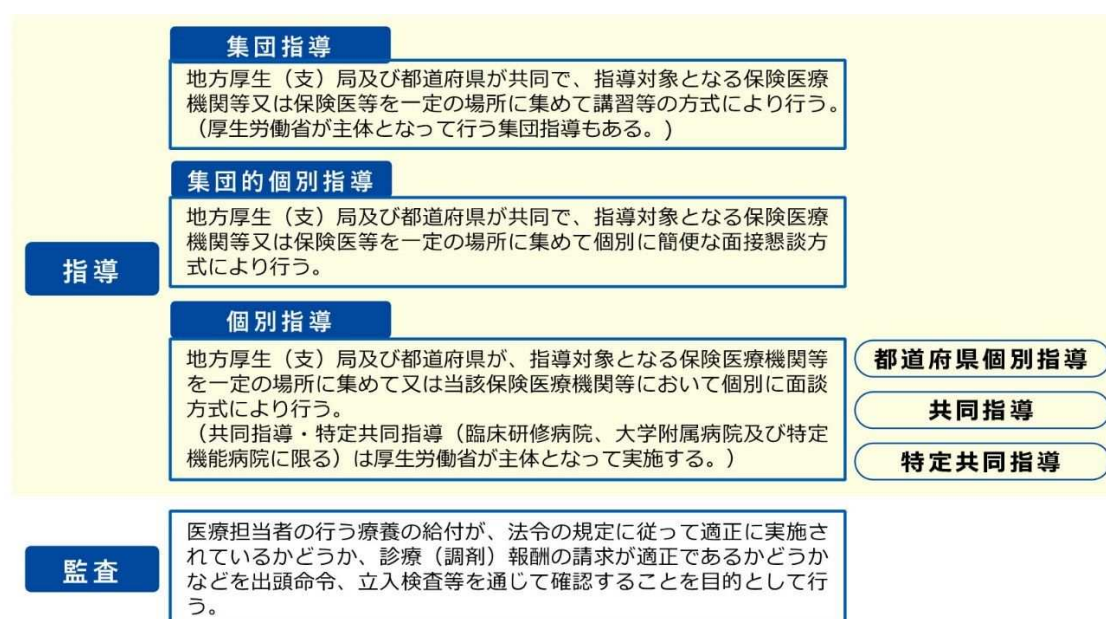 集団指導
地方厚生（支）局及び都道府県が共同で、指導対象となる保険医療
機関等又は保険医等を一定の場所に集めて講習等の方式により行う。
（厚生労働省が主体となって行う集団指導もある。)
集団的個別指導
地方厚生（支）局及び都道府県が共同で、指導対象となる保険医療
機関等又は保険医等を一定の場所に集めて個別に簡便な面接懇談方
式により行う。
指導
個別指導
地方厚生（支）局及び都道府県が、指導対象となる保険医療機関等
を一定の場所に集めて又は当該保険医療機関等において個別に面談
方式により行う。
（共同指導・特定共同指導（臨床研修病院、大学附属病院及び特定
機能病院に限る）は厚生労働省が主体となって実施する。）
都道府県個別指導
共同指導
特定共同指導
監査
医療担当者の行う療養の給付が、法令の規定に従って適正に実施さ
れているかどうか、診療（調剤）報酬の請求が適正であるかどうか
などを出頭命令、立入検査等を通じて確認することを目的として行
う。